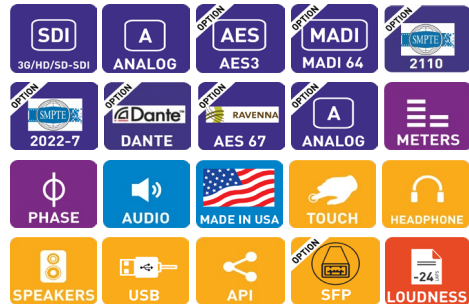 SDI
3G/HD/SD-SDI
A
ANALOG
OPTION
AES
AES3
OPTION
MADI
MADI 64
OPTION
SMPTE
2110
OPTION
SMPTE
2022-7
OPTION
Dante
DANTE
OPTION
RAVENNA
AES 67
OPTION
A
ANALOG
METERS
PHASE
AUDIO
MADE IN USA
TOUCH
HEADPHONE
SPEAKERS
USB
API
OPTION
SFP
-24 LKFS
LOUDNESS